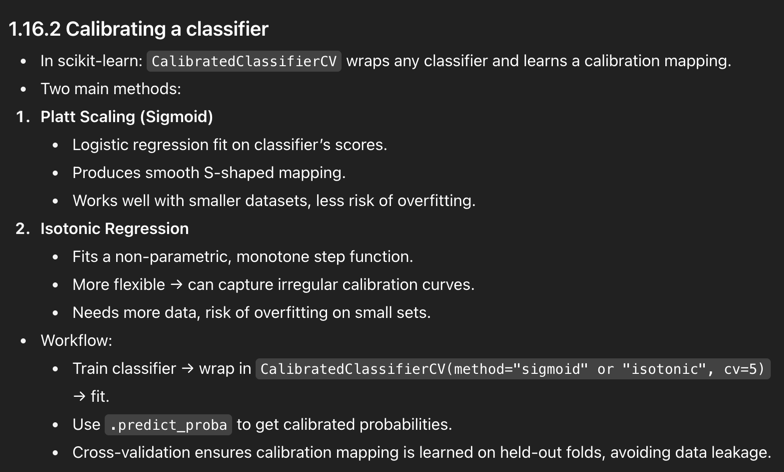 1.16.2 Calibrating a classifier
• In scikit-learn: CalibratedClassifierCV wraps any classifier and learns a calibration mapping.
• Two main methods:
1. Platt Scaling (Sigmoid)
• Logistic regression fit on classifier’s scores.
• Produces smooth S-shaped mapping.
• Works well with smaller datasets, less risk of overfitting.
2. Isotonic Regression
• Fits a non-parametric, monotone step function.
• More flexible → can capture irregular calibration curves.
• Needs more data, risk of overfitting on small sets.
• Workflow:
• Train classifier → wrap in CalibratedClassifierCV(method="sigmoid" or "isotonic", cv=5)
→ fit.
• Use .predict_proba to get calibrated probabilities.
• Cross-validation ensures calibration mapping is learned on held-out folds, avoiding data leakage.